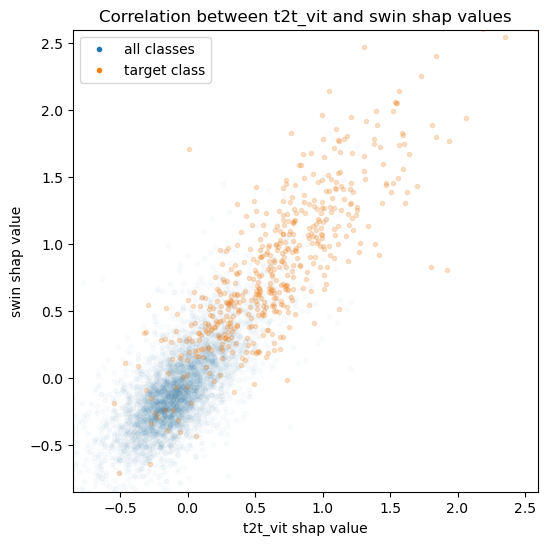 Correlation between t2t_vit and swin shap values
all classes
target class
swin shap value
2.5
2.0
1.5
1.0
0.5
0.0
−0.5
−0.5
0.0
0.5
1.0
1.5
2.0
2.5
t2t_vit shap value